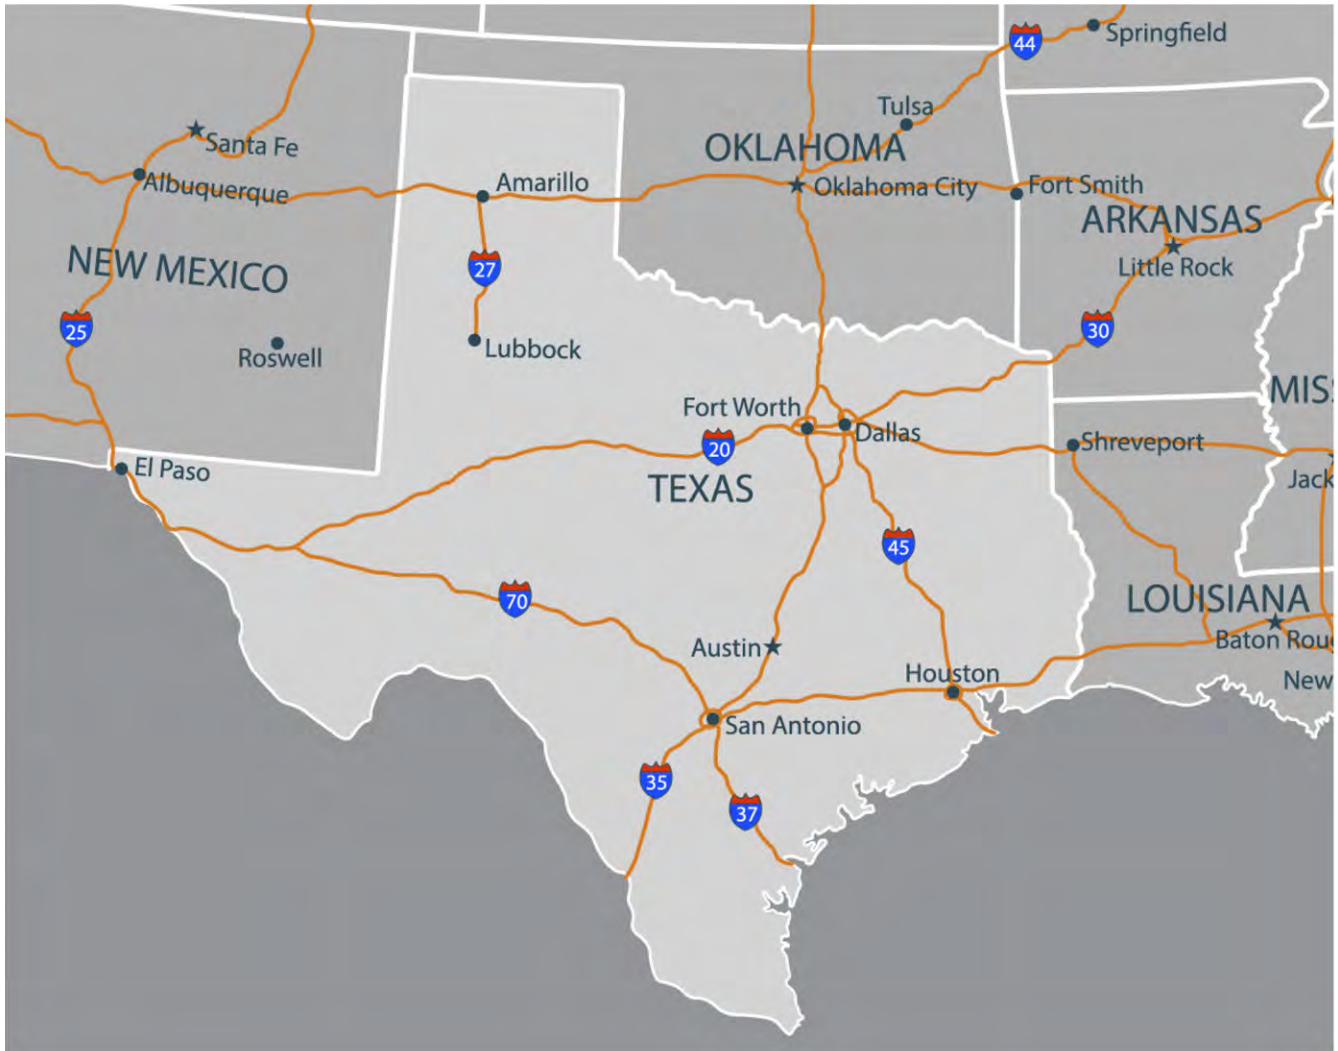 44
Springfield
Tulsa
OKLAHOMA
Santa Fe
Albuquerque
Amarillo
Oklahoma City
Fort Smith
ARKANSAS
Little Rock
NEW MEXICO
27
25
30
Roswell
Lubbock
MIS
Fort Worth
Dallas
20
Shreveport
El Paso
TEXAS
Jack
45
70
LOUISIANA
Austin
Baton Rou
Houston
New
San Antonio
35
37